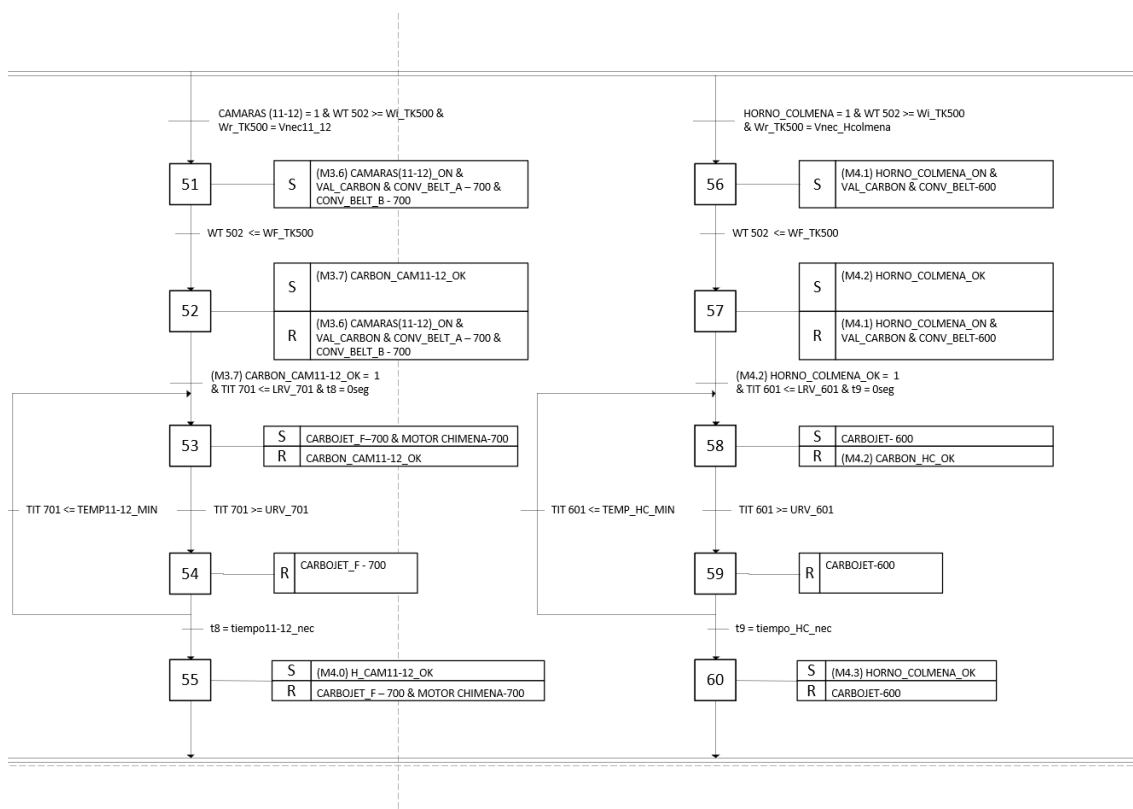 CAMARAS (11-12) = 1 & WT 502 >= Wi_TK500 &
Wr_TK500 = Vnec11_12
51
S
(M3.6) CAMARAS(11-12)_ON &
VAL_CARBON & CONV_BELT_A – 700 &
CONV_BELT_B - 700
WT 502 <= WF_TK500
52
S
(M3.7) CARBON_CAM11-12_OK
R
(M3.6) CAMARAS(11-12)_ON &
VAL_CARBON & CONV_BELT_A – 700 &
CONV_BELT_B - 700
(M3.7) CARBON_CAM11-12_OK = 1
& TIT 701 <= LRV_701 & t8 = 0seg
53
S
CARBOJET_F–700 & MOTOR CHIMENA-700
R
CARBON_CAM11-12_OK
TIT 701 <= TEMP11-12_MIN
TIT 701 >= URV_701
54
R
CARBOJET_F - 700
t8 = tiempo11-12_nec
55
S
(M4.0) H_CAM11-12_OK
R
CARBOJET_F – 700 & MOTOR CHIMENA-700
HORNO_COLMENA = 1 & WT 502 >= Wi_TK500
& Wr_TK500 = Vnec_Hcolmena
56
S
(M4.1) HORNO_COLMENA_ON &
VAL_CARBON & CONV_BELT-600
WT 502 <= WF_TK500
57
S
(M4.2) HORNO_COLMENA_OK
R
(M4.1) HORNO_COLMENA_ON &
VAL_CARBON & CONV_BELT-600
(M4.2) HORNO_COLMENA_OK = 1
& TIT 601 <= LRV_601 & t9 = 0seg
58
S
CARBOJET- 600
R
(M4.2) CARBON_HC_OK
TIT 601 <= TEMP_HC_MIN
TIT 601 >= URV_601
59
R
CARBOJET-600
t9 = tiempo_HC_nec
60
S
(M4.3) HORNO_COLMENA_OK
R
CARBOJET-600